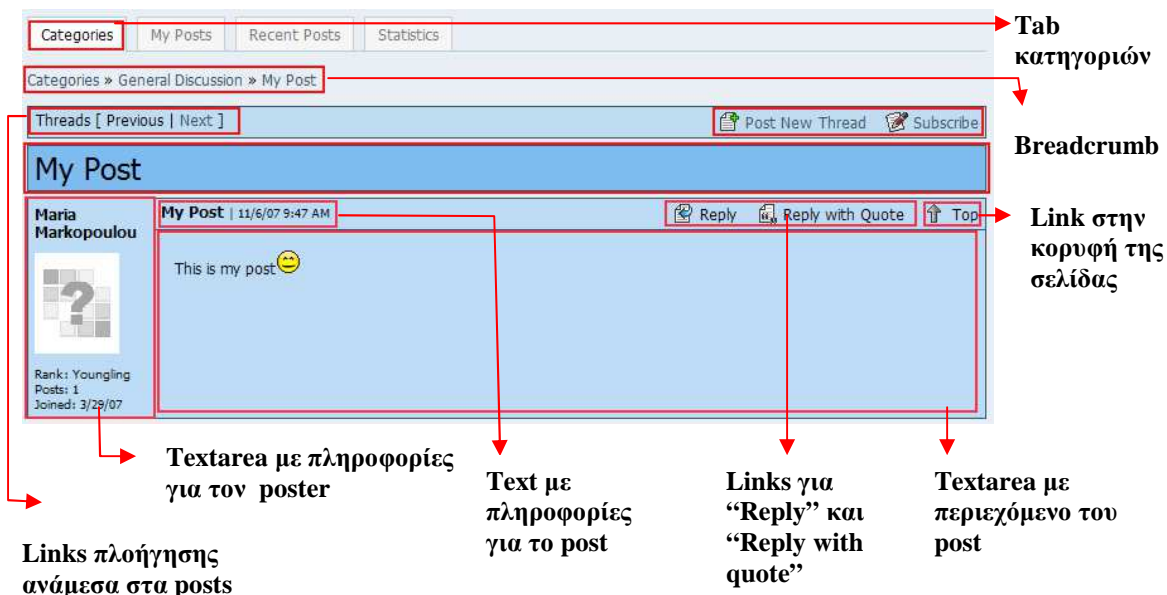 Categories My Posts Recent Posts Statistics
Tab
κατηγοριών
Categories » General Discussion » My Post
Threads [ Previous | Next ] Post New Thread Subscribe
Breadcrumb
My Post
Maria
Markopoulou
My Post | 11/6/07 9:47 AM Reply Reply with Quote Top
Link στην
κορυφή της
σελίδας
This is my post
Rank: Youngling
Posts: 1
Joined: 3/29/07
Textarea με πληροφορίες
για τον poster
Text με
πληροφορίες
για το post
Links για
“Reply” και
“Reply with
quote”
Textarea με
περιεχόμενο του
post
Links πλοήγησης
ανάμεσα στα posts